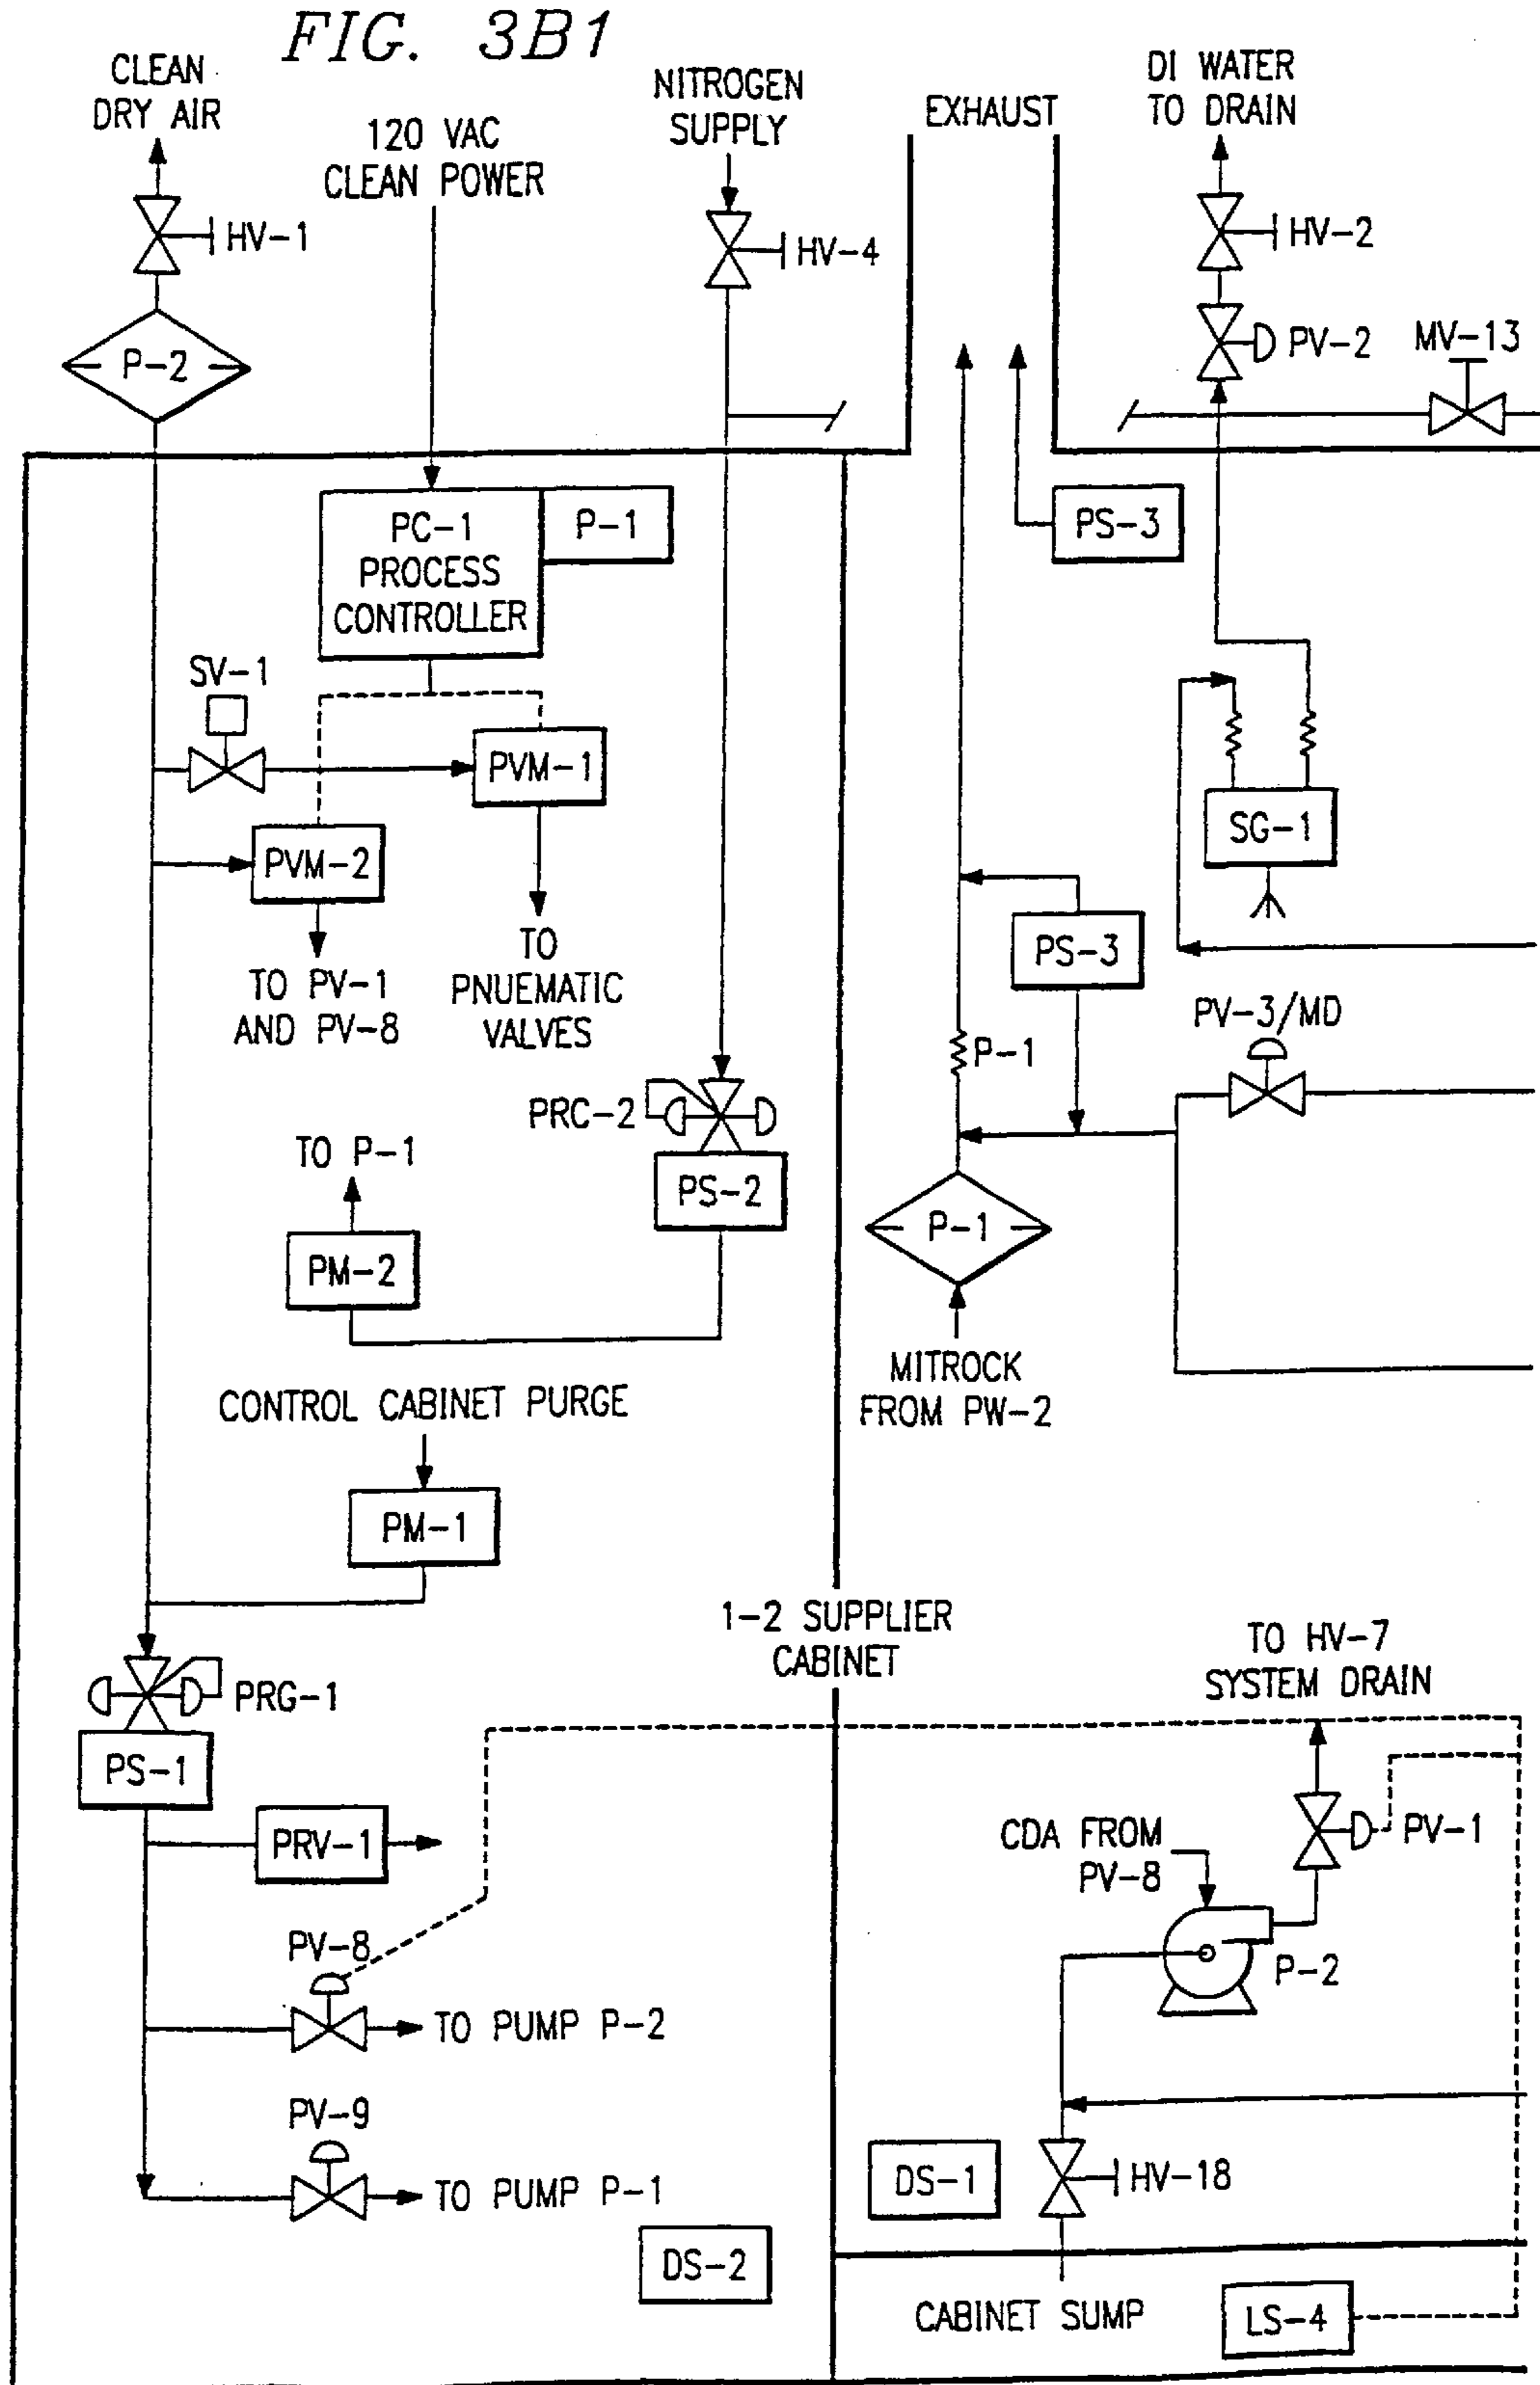 FIG. 3B1
CLEAN
DRY AIR
120 VAC
CLEAN POWER
NITROGEN
SUPPLY
EXHAUST
DI WATER
TO DRAIN
HV-1
HV-4
HV-2
P-2
PV-2
MV-13
PC-1
PROCESS
CONTROLLER
P-1
PS-3
SV-1
PVM-1
PVM-2
SG-1
TO PV-1
AND PV-8
TO
PNUEMATIC
VALVES
PS-3
P-1
PV-3/MD
PRC-2
TO P-1
PS-2
PM-2
P-1
MITROCK
FROM PW-2
CONTROL CABINET PURGE
PM-1
1-2 SUPPLIER
CABINET
TO HV-7
SYSTEM DRAIN
PRG-1
PS-1
PRV-1
CDA FROM
PV-8
PV-1
PV-8
P-2
TO PUMP P-2
PV-9
TO PUMP P-1
DS-1
HV-18
DS-2
CABINET SUMP
LS-4